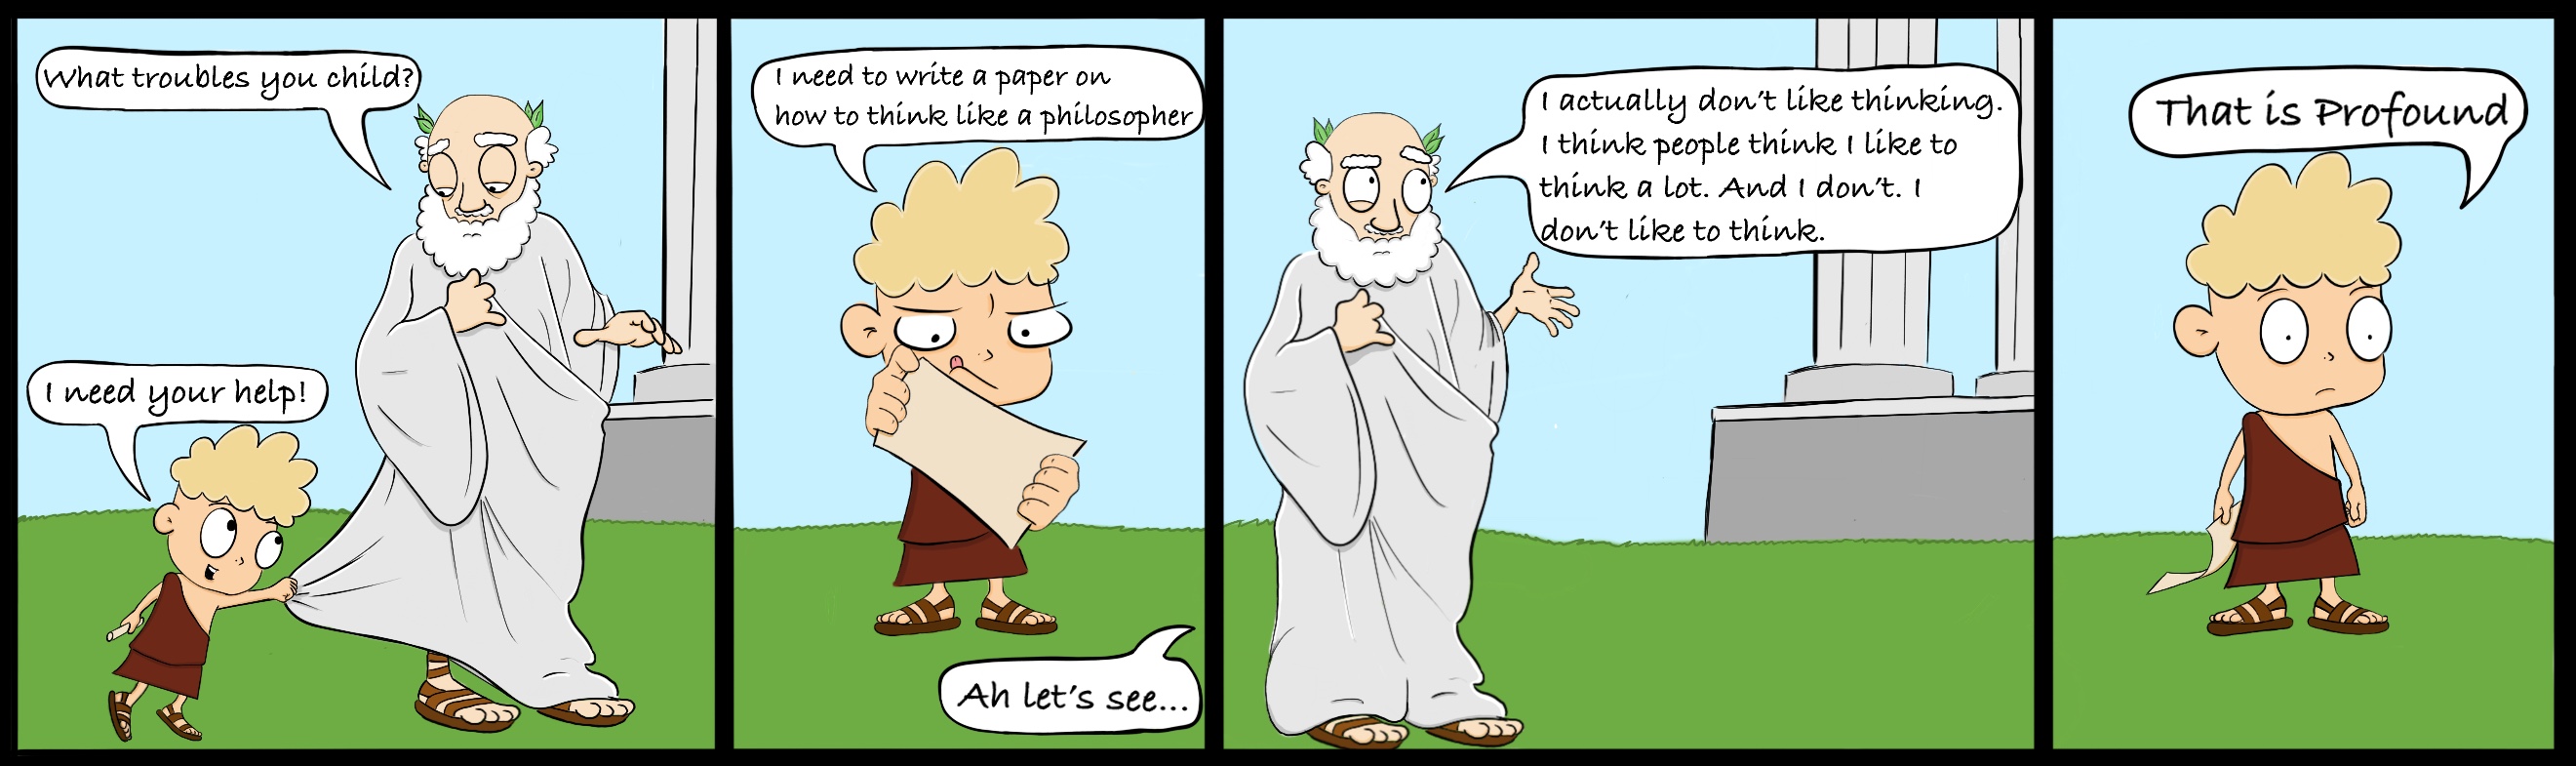 What troubles you child?
I need your help!
I need to write a paper on
how to think like a philosopher
Ah let's see...
I actually don't like thinking.
I think people think I like to
think a lot. And I don't. I
don't like to think.
That is Profound